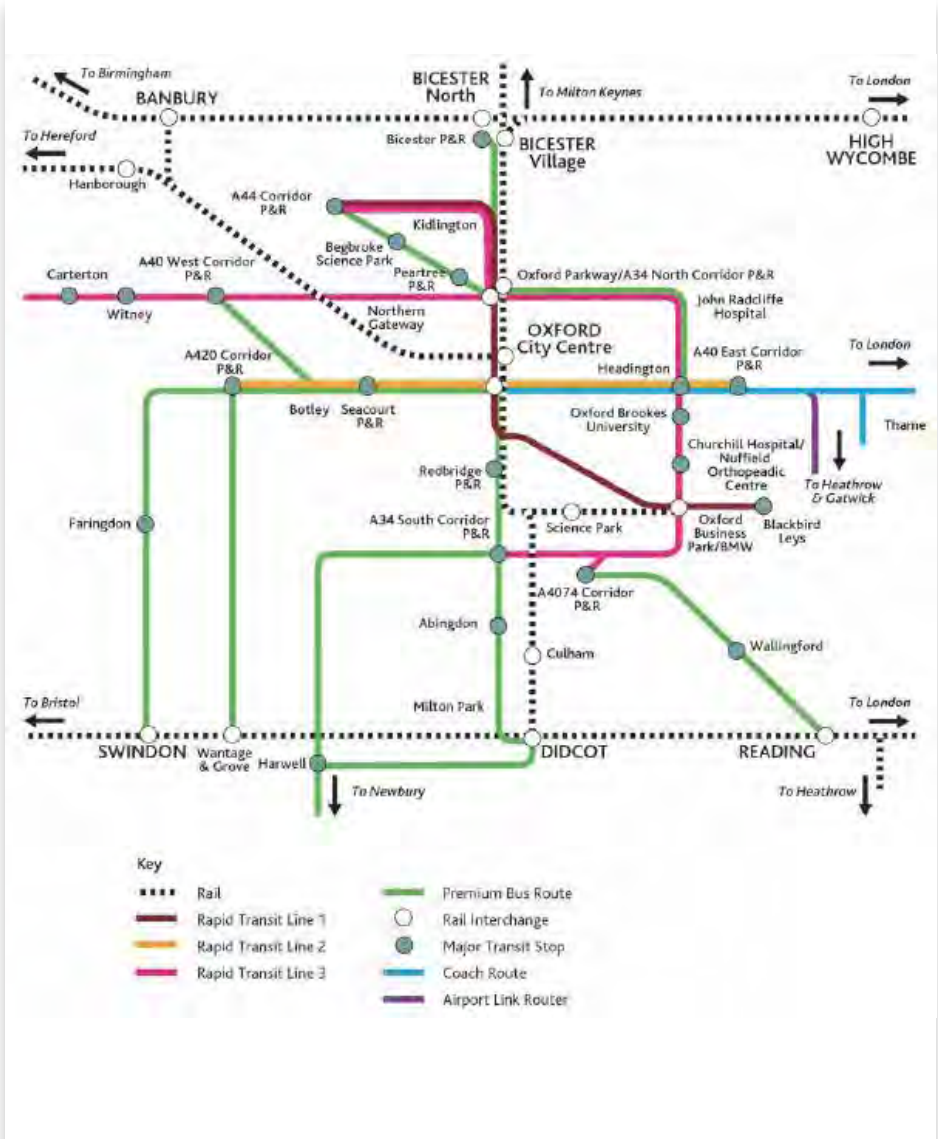 To Birmingham
BANBURY
BICESTER
North
To Milton Keynes
To London
To Hereford
Bicester P&R
BICESTER
Village
HIGH
WYCOMBE
Hanborough
A44 Corridor
P&R
Kidlington
Begbroke
Science Park
Peartree
P&R
Oxford Parkway/A34 North Corridor P&R
Carterton
A40 West Corridor
P&R
Witney
Northern
Gateway
John Radcliffe
Hospital
OXFORD
City Centre
A420 Corridor
P&R
Headington
A40 East Corridor
P&R
To London
Botley
Seacourt
P&R
Oxford Brookes
University
Thame
Churchill Hospital/
Nuffield
Orthopeadic
Centre
Redbridge
P&R
To Heathrow
& Gatwick
Faringdon
A34 South Corridor
P&R
Science Park
Oxford
Business
Park/BMW
Blackbird
Leys
A4074 Corridor
P&R
Abingdon
Culham
Wallingford
To Bristol
Milton Park
To London
SWINDON
Wantage
& Grove
Harwell
DIDCOT
READING
To Newbury
To Heathrow
Key
Rail
Rapid Transit Line 1
Rapid Transit Line 2
Rapid Transit Line 3
Premium Bus Route
Rail Interchange
Major Transit Stop
Coach Route
Airport Link Router